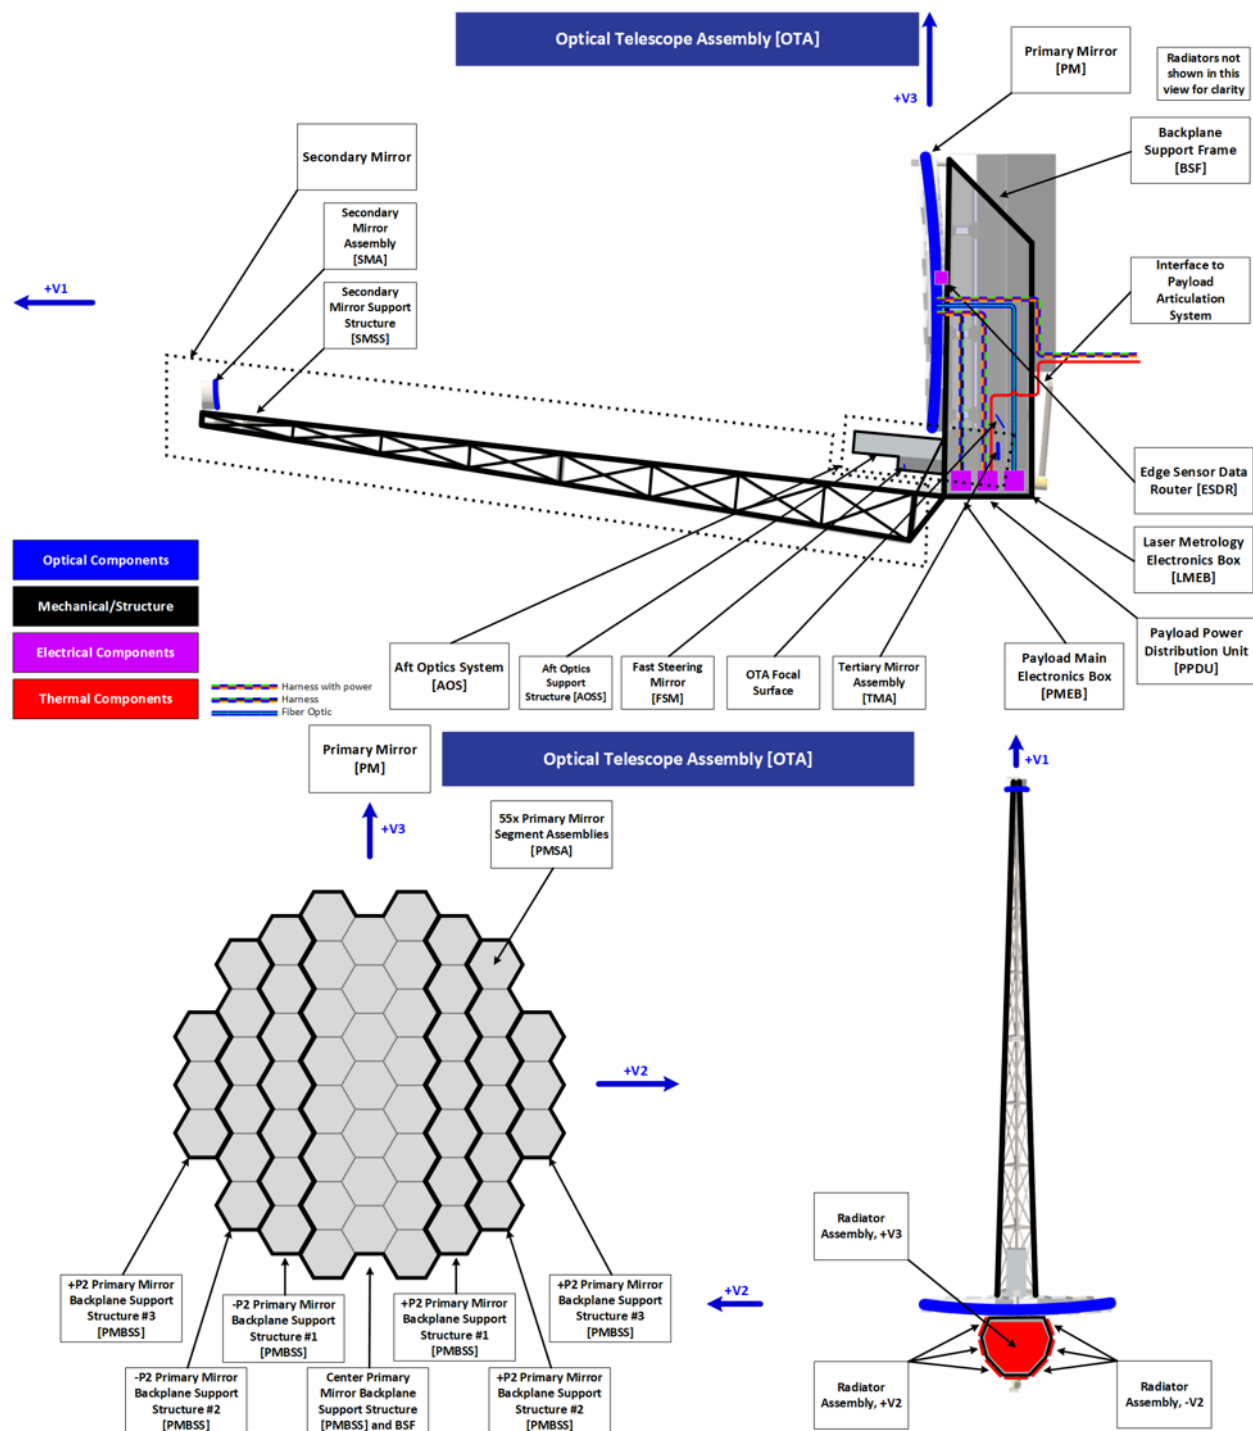 Optical Telescope Assembly [OTA]
+V3
Primary Mirror
[PM]
Radiators not
shown in this
view for clarity
Secondary Mirror
Backplane
Support Frame
[BSF]
Secondary
Mirror
Assembly
[SMA]
+V1
Secondary
Mirror Support
Structure
[SMSS]
Interface to
Payload
Articulation
System
Edge Sensor Data
Router [ESDR]
Optical Components
Mechanical/Structure
Electrical Components
Thermal Components
Harness with power
Harness
Fiber Optic
Laser Metrology
Electronics Box
[LMEB]
Payload Power
Distribution Unit
[PPDU]
Aft Optics System
[AOS]
Aft Optics
Support
Structure [AOSS]
Fast Steering
Mirror
[FSM]
OTA Focal
Surface
Tertiary Mirror
Assembly
[TMA]
Payload Main
Electronics Box
[PMEB]
Primary Mirror
[PM]
Optical Telescope Assembly [OTA]
+V1
+V3
55x Primary Mirror
Segment Assemblies
[PMSA]
+V2
Radiator
Assembly, +V3
+V2
+P2 Primary Mirror
Backplane Support
Structure #3
[PMBSS]
-P2 Primary Mirror
Backplane Support
Structure #1
[PMBSS]
+P2 Primary Mirror
Backplane Support
Structure #1
[PMBSS]
+P2 Primary Mirror
Backplane Support
Structure #3
[PMBSS]
-P2 Primary Mirror
Backplane Support
Structure #2
[PMBSS]
Center Primary
Mirror Backplane
Support Structure
[PMBSS] and BSF
+P2 Primary Mirror
Backplane Support
Structure #2
[PMBSS]
Radiator
Assembly, +V2
Radiator
Assembly, -V2